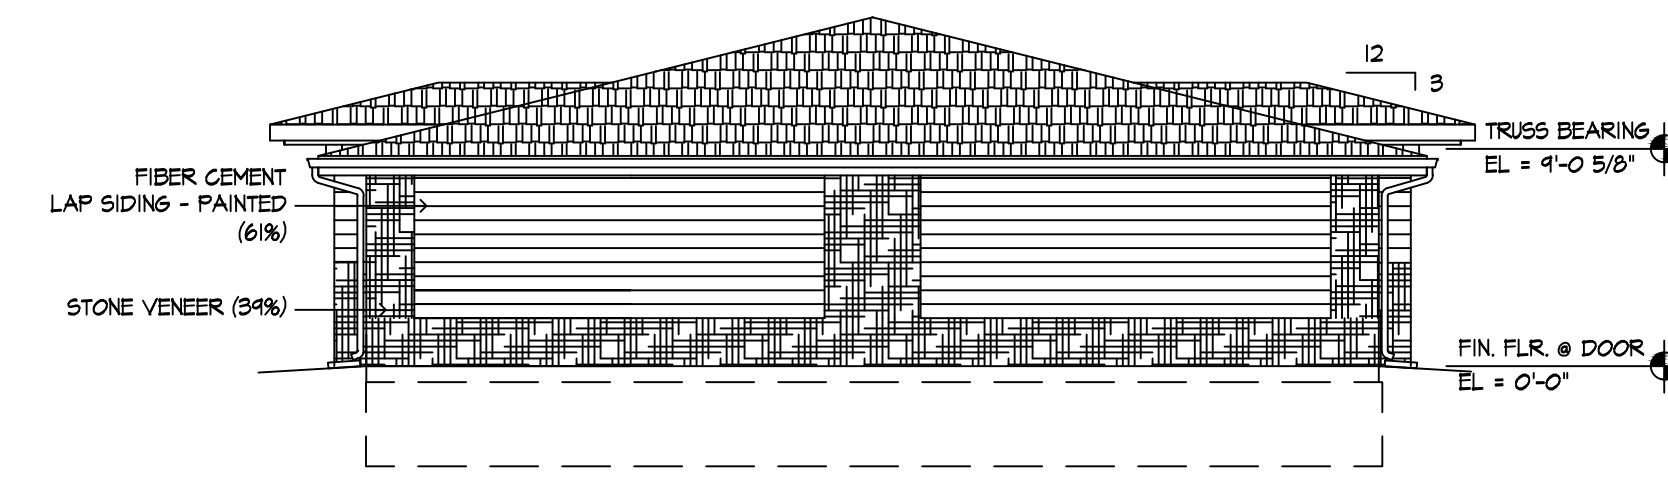 12
3
TRUSS BEARING
EL = 9'-0 5/8"
FIBER CEMENT
LAP SIDING - PAINTED
(61%)
STONE VENEER (39%)
FIN. FLR. @ DOOR
EL = 0'-0"